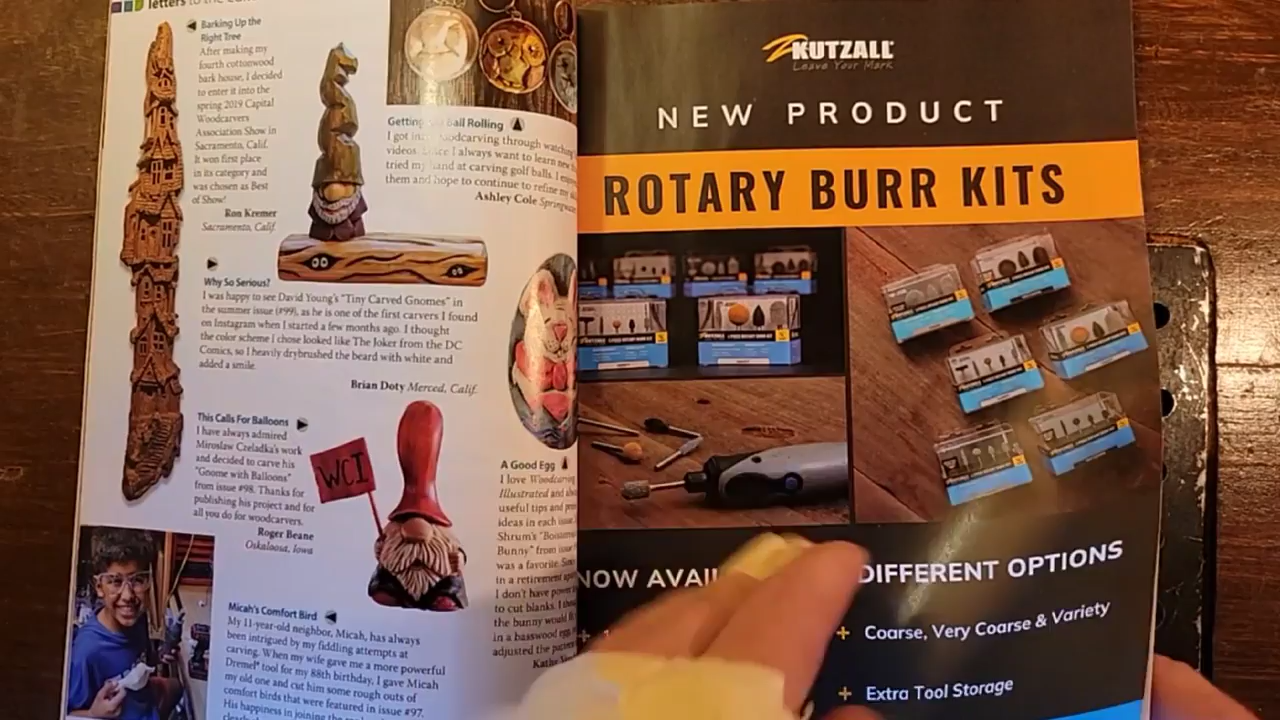 letters to the
Barking Up the
Right Tree
After making my
fourth cottonwood
bark house, I decided
to enter it into the
spring 2019 Capital
Woodcarvers
Association Show in
Sacramento, Calif.
It won first place
in its category and
was chosen as Best
of Show!
Ron Kremer
Sacramento, Calif.
Why So Serious?
I was happy to see David Young's "Tiny Carved Gnomes" in
the summer issue (#99), as he is one of the first carvers I found
on Instagram when I started a few months ago. I thought
the color scheme I chose looked like The Joker from the DC
Comics, so I heavily drybrushed the beard with white and
added a smile.
Brian Doty Merced, Calif.
This Calls For Balloons
I have always admired
Miroslaw Czeladka's work
and decided to carve his
"Gnome with Balloons"
from issue #98. Thanks for
publishing his project and for
all you do for woodcarvers.
Roger Beane
Oskaloosa, Iowa
WCI
Micah's Comfort Bird
My 11-year-old neighbor, Micah, has always
been intrigued by my fiddling attempts at
carving. When my wife gave me a more powerful
Dremel® tool for my 88th birthday, I gave Micah
my old one and cut him some rough outs of
comfort birds that were featured in issue #97.
His happiness in joining the
Getting Ball Rolling
I got in woodcarving through watching
videos. I always want to learn new
tried my hand at carving golf balls. I
them and hope to continue to refine my
Ashley Cole
A Good Egg
I love Woodcarving
Illustrated and
useful tips and
ideas in each issue.
Shrum's
Bunny" from issue
was a favorite.
in a retirement
I don't have power
to cut blanks. I
the bunny would
in a basswood egg,
adjusted the
KUTZALL
Leave Your Mark
NEW PRODUCT
ROTARY BURR KITS
NOW DIFFERENT OPTIONS
+ Coarse, Very Coarse & Variety
+ Extra Tool Storage